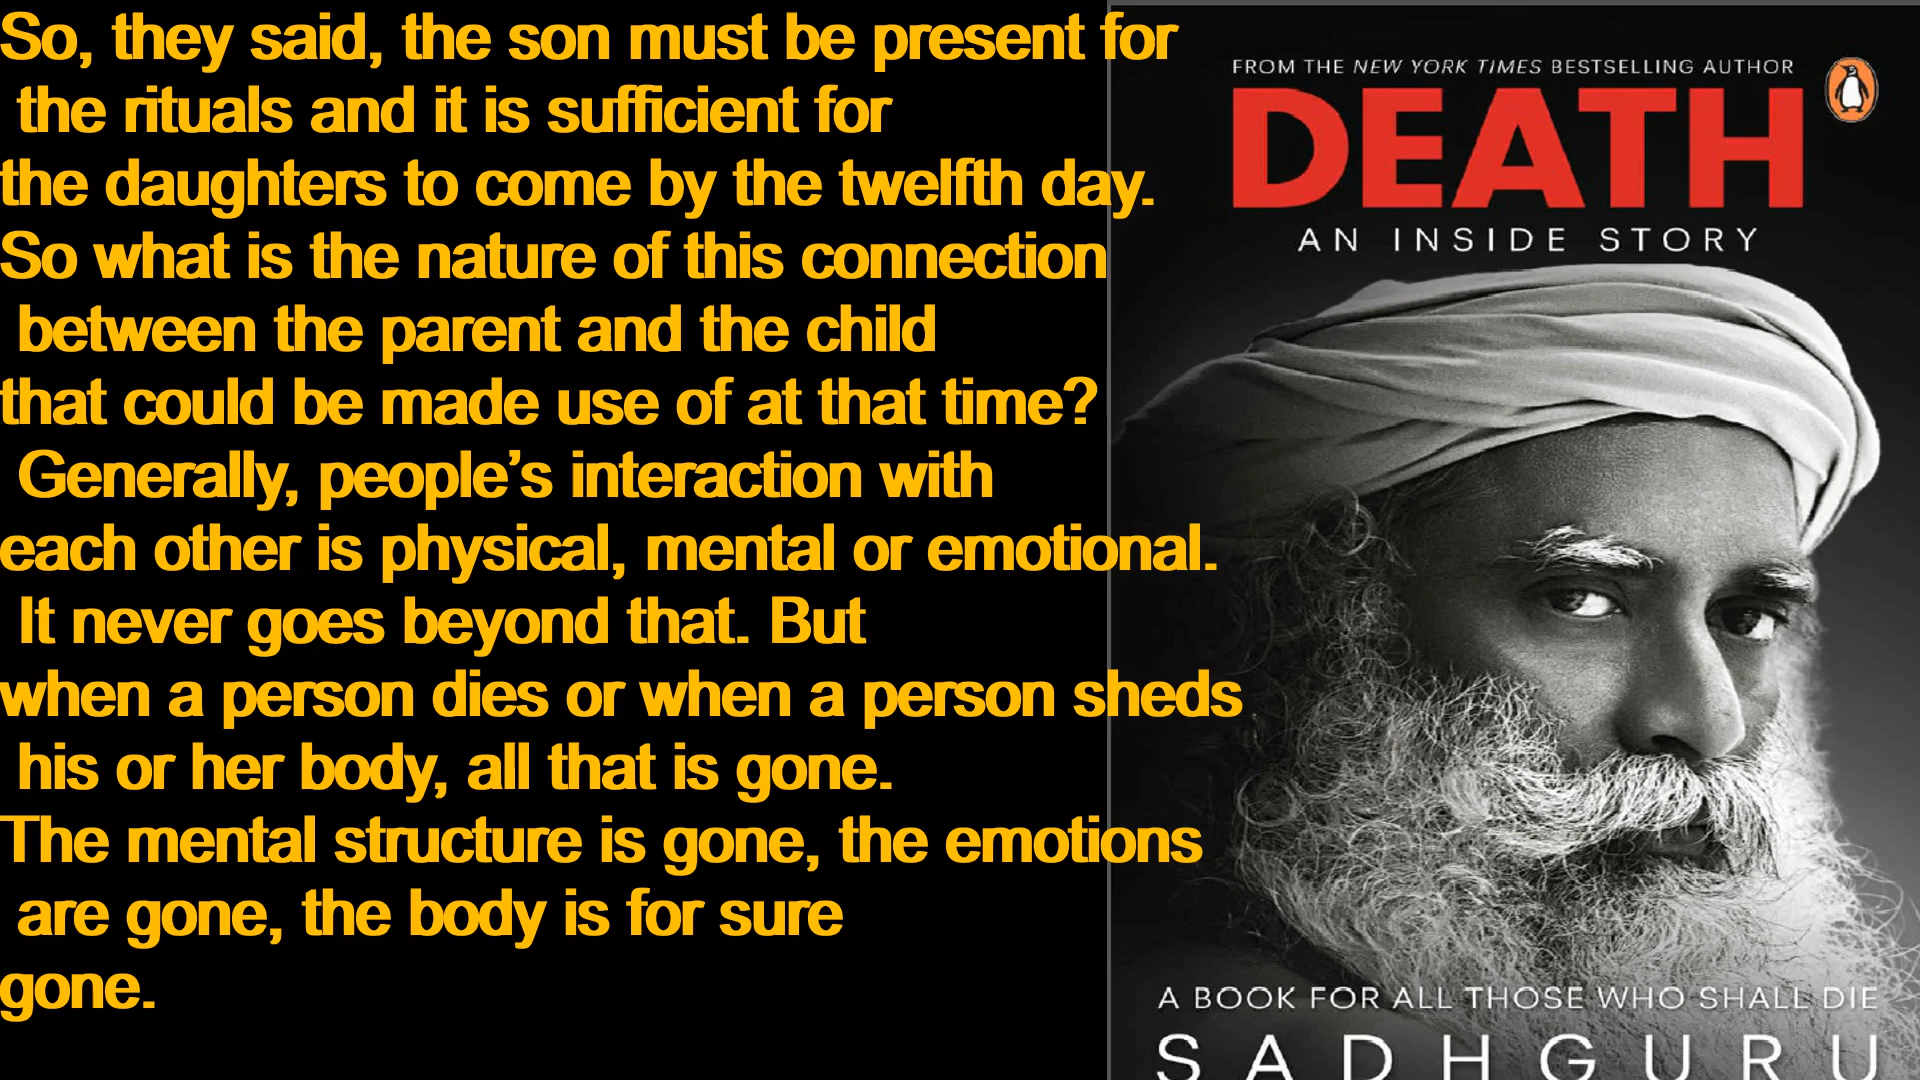 So, they said, the son must be present for
the rituals and it is sufficient for
the daughters to come by the twelfth day.
So what is the nature of this connection
between the parent and the child
that could be made use of at that time?
Generally, people’s interaction with
each other is physical, mental or emotional.
It never goes beyond that. But
when a person dies or when a person sheds
his or her body, all that is gone.
The mental structure is gone, the emotions
are gone, the body is for sure
gone.
FROM THE NEW YORK TIMES BESTSELLING AUTHOR
DEATH
AN INSIDE STORY
A BOOK FOR ALL THOSE WHO SHALL DIE
SADHGURU